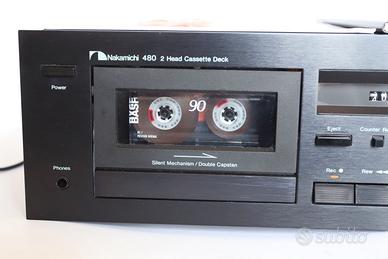 Nakamichi 480 2 Head Cassette Deck
Power
BASF
90
Eject
Counter Re
Silent Mechanism / Double Capstan
Phones
Rec
Rew
subito